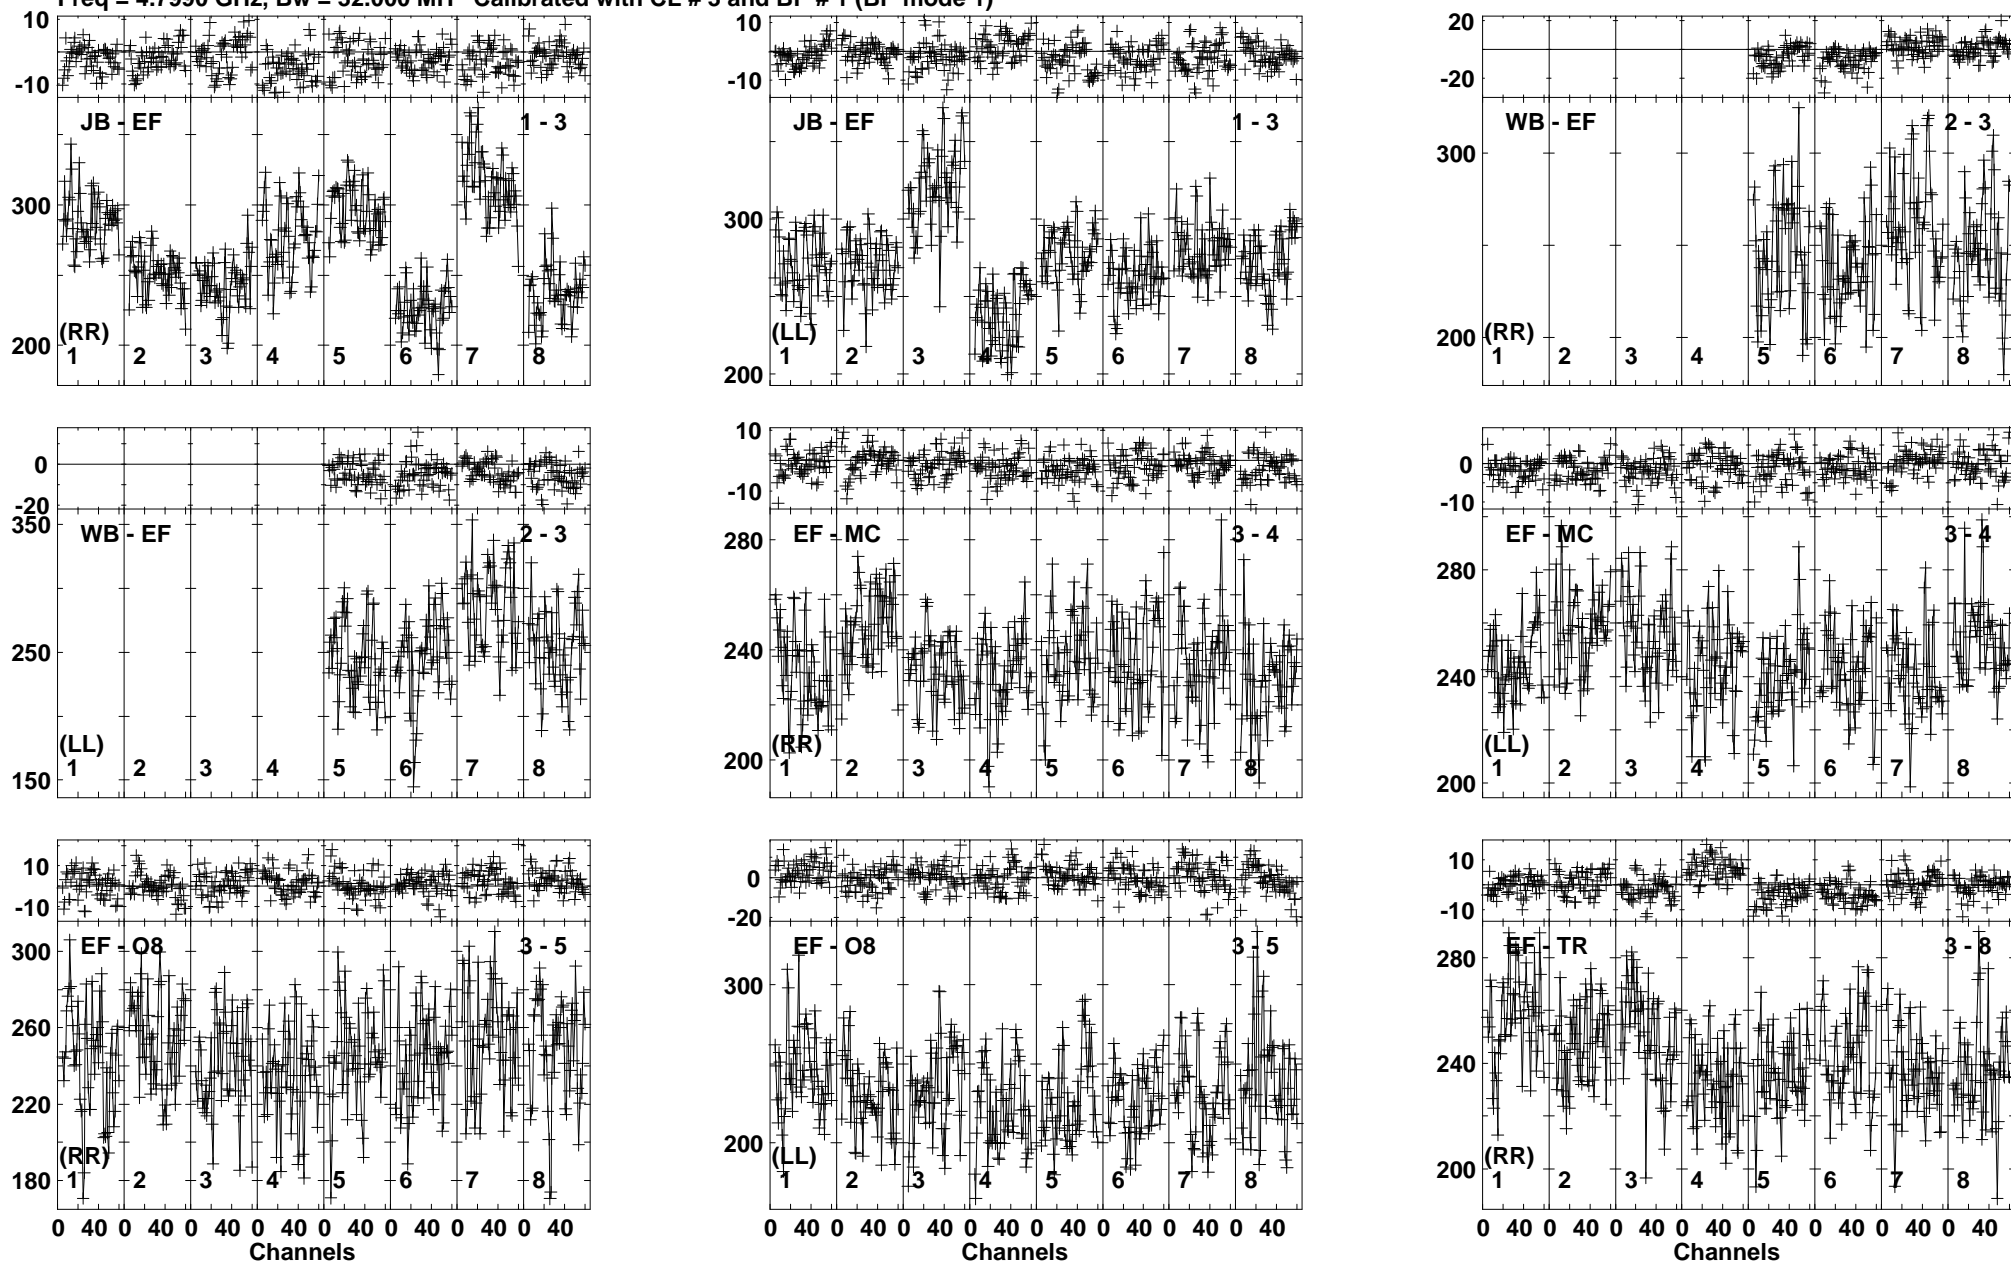 Freq = 4.7990 GHz, Bw = 32.000 MH Calibrated with CL # 3 and BP # 1 (BP mode 1)
10 10 20
-10 -10 -20
JB - EF 1 - 3 JB - EF 1 - 3 WB - EF 2 - 3
300 300 300
200 200 200
(RR) (LL) (RR)
1 2 3 4 5 6 7 8 1 2 3 4 5 6 7 8 1 2 3 4 5 6 7 8
0 10 0
-20 -10 -10
350 280 280
WB - EF 2 - 3 EF - MC 3 - 4 EF - MC 3 - 4
250 240 240
150 200 200
(LL) (RR) (LL)
1 2 3 4 5 6 7 8 1 2 3 4 5 6 7 8 1 2 3 4 5 6 7 8
10 0 10
-10 -20 -10
EF - O8 3 - 5 EF - O8 3 - 5 EF - TR 3 - 8
300 300 280
260 240
220
180 200 200
(RR) (LL) (RR)
1 2 3 4 5 6 7 8 1 2 3 4 5 6 7 8 1 2 3 4 5 6 7 8
0 40 0 40 0 40 0 40 0 40 0 40 0 40 0 40 0 40 0 40 0 40 0 40 0 40 0 40 0 40 0 40 0 40 0 40 0 40 0 40 0 40 0 40 0 40 0 40
Channels Channels Channels